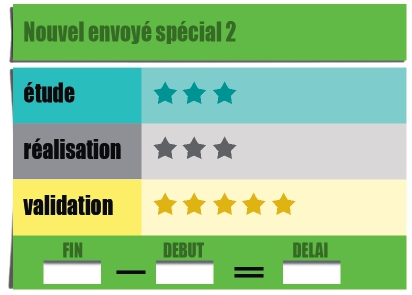 Nouvel envoyé spécial 2
étude
réalisation
validation
FIN DEBUT DELAI